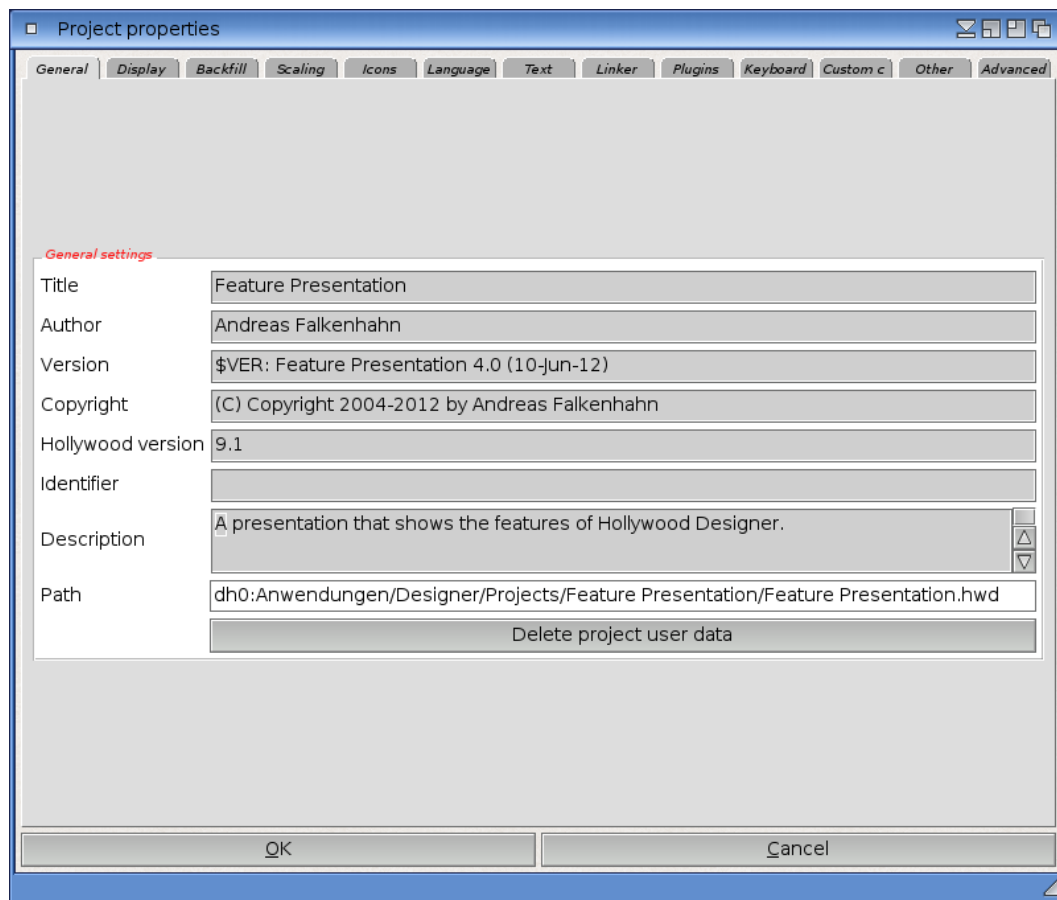 Project properties
General Display Backfill Scaling Icons Language Text Linker Plugins Keyboard Custom c Other Advanced
General settings
Title Feature Presentation
Author Andreas Falkenhahn
Version $VER: Feature Presentation 4.0 (10-Jun-12)
Copyright (C) Copyright 2004-2012 by Andreas Falkenhahn
Hollywood version 9.1
Identifier
Description A presentation that shows the features of Hollywood Designer.
Path dh0:Anwendungen/Designer/Projects/Feature Presentation/Feature Presentation.hwd
Delete project user data
OK Cancel